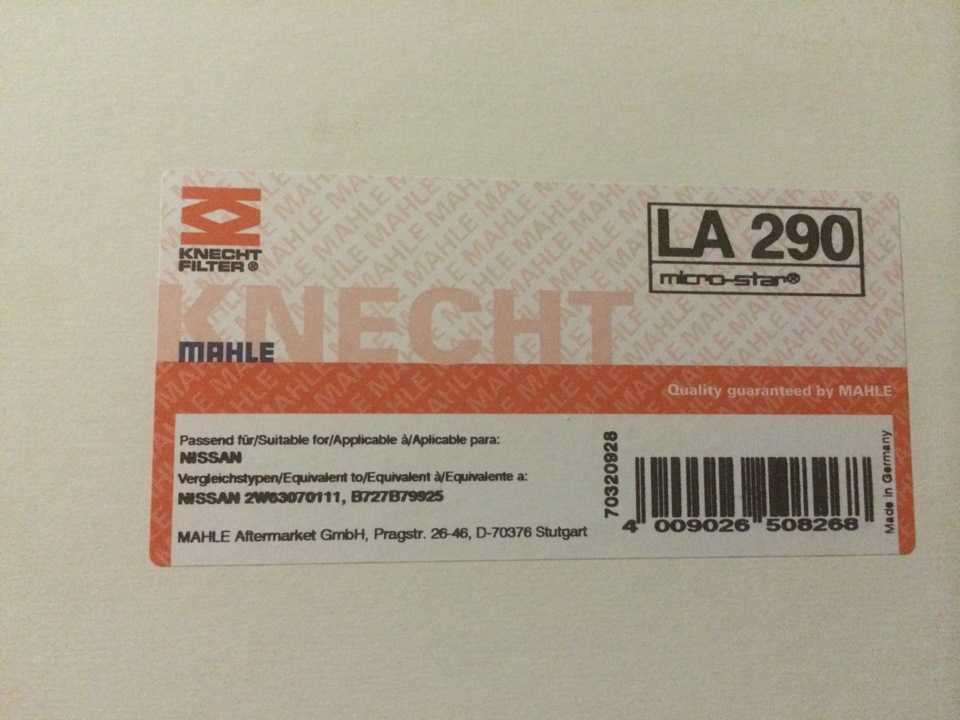 KNECHT
FILTER®
LA 290
micro-star®
KNECHT
MAHLE
Quality guaranteed by MAHLE
Passend für/Suitable for/Applicable à/Aplicable para:
NISSAN
Vergleichstypen/Equivalent to/Equivalent á/Equivalente a:
NISSAN 2W63070111, B727B79925
MAHLE Aftermarket GmbH, Pragstr. 26-46, D-70376 Stutgart
70320928
4 009026 508268
Made in Germany